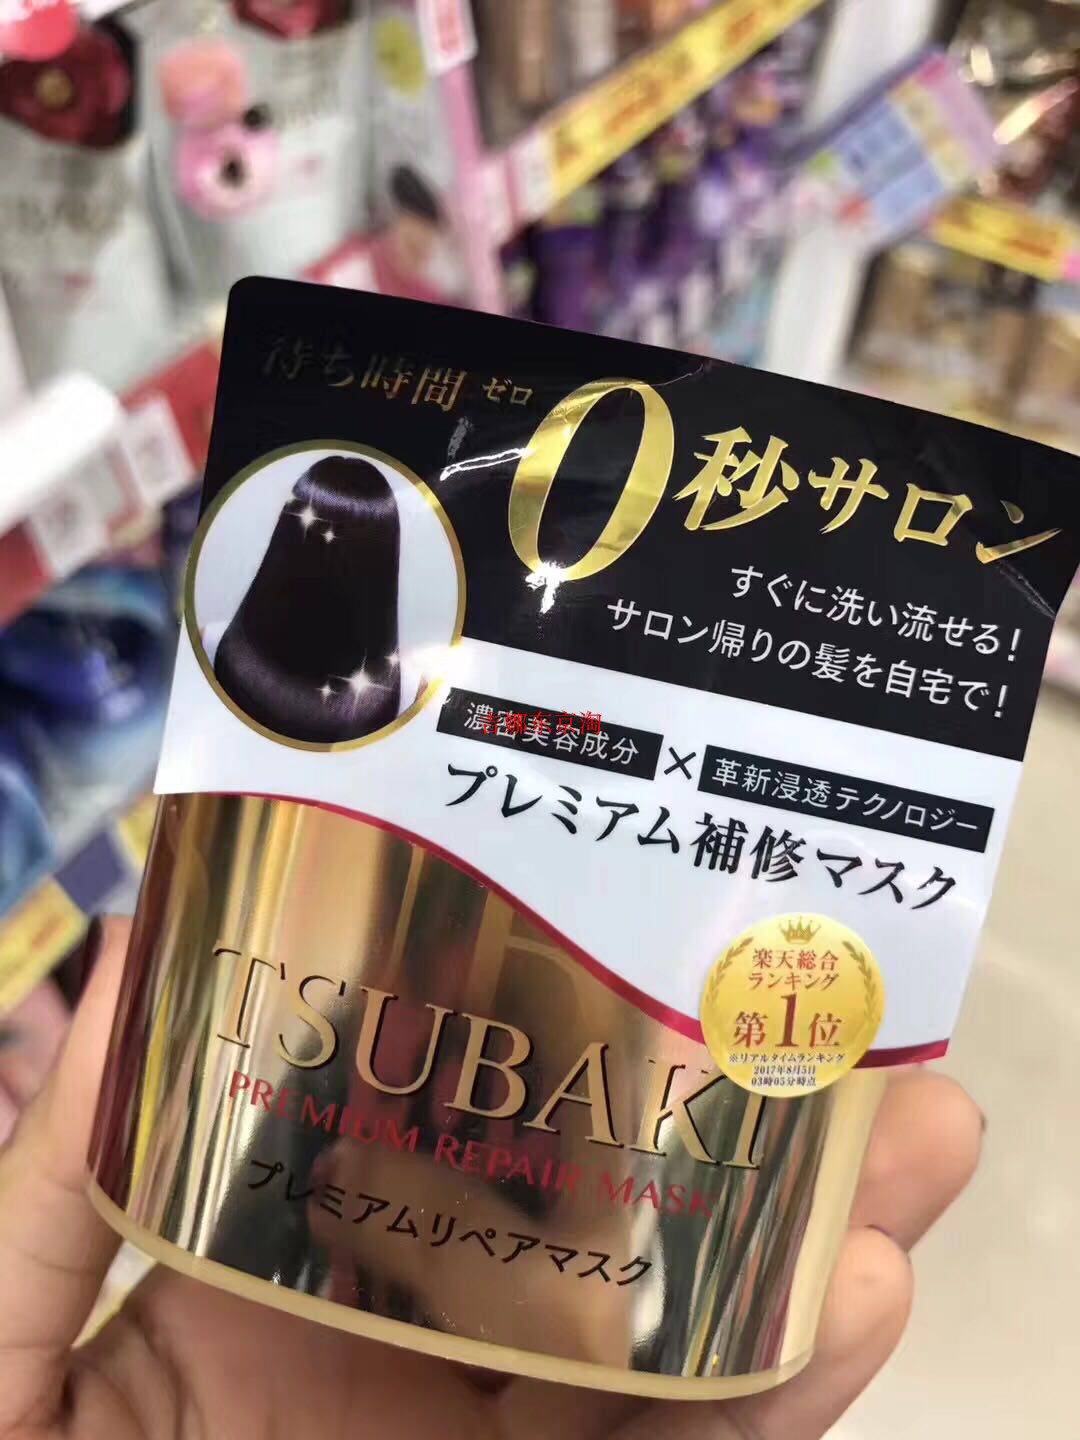 待ち時間 ゼロ
0秒サロン
すぐに洗い流せる!
サロン帰りの髪を自宅で!
濃密美容成分×革新浸透テクノロジー
吉娜东京淘
プレミアム補修マスク
楽天総合
ランキング
第1位
※リアルタイムランキング
2017年8月5日
03時05分時点
TSUBAKI
PREMIUM REPAIR MASK
プレミアムリペアマスク